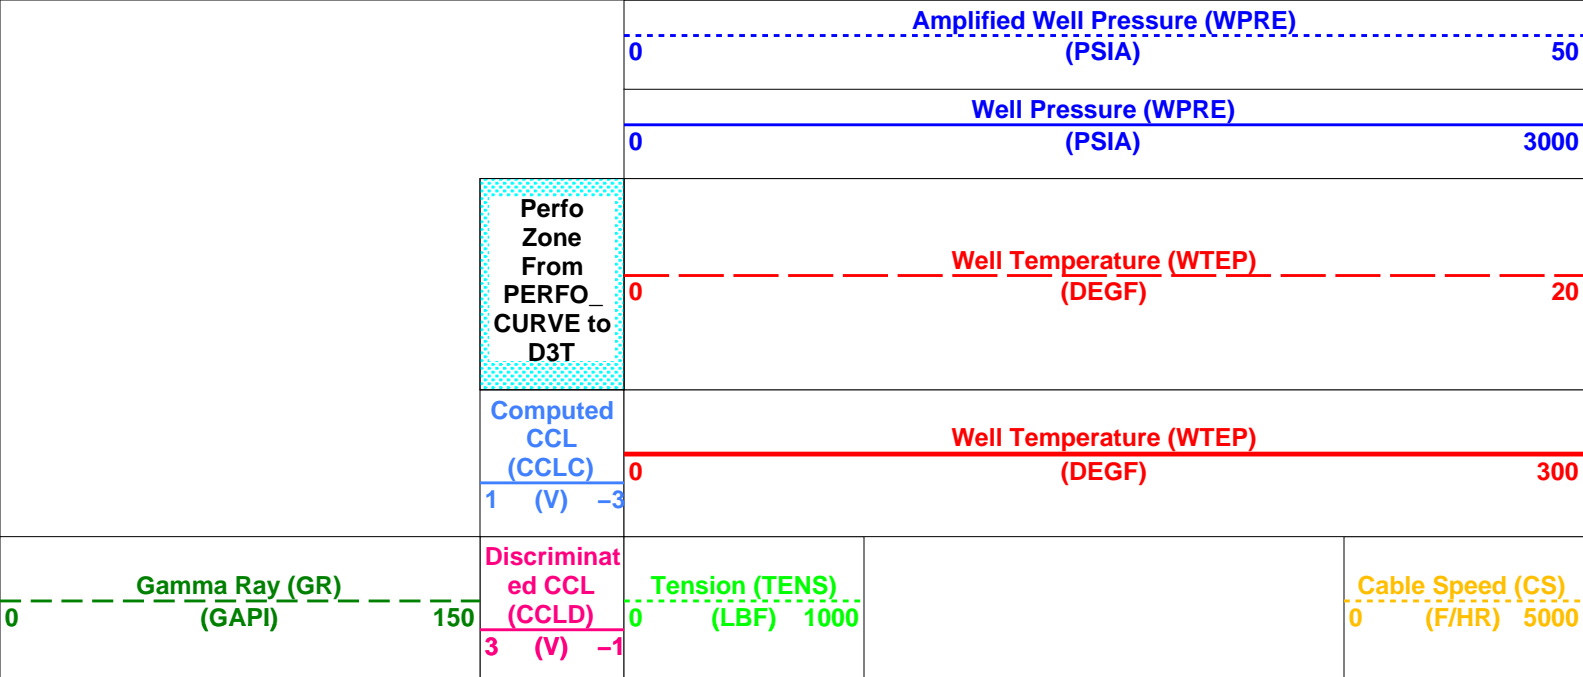 Amplified Well Pressure (WPRE)
0 (PSIA) 50
Well Pressure (WPRE)
0 (PSIA) 3000
Perfo
Zone
From
PERFO_
CURVE to
D3T
Well Temperature (WTEP)
0 (DEGF) 20
Computed
CCL
(CCLC)
1 (V) −3
Well Temperature (WTEP)
0 (DEGF) 300
Gamma Ray (GR)
0 (GAPI) 150
Discriminat
ed CCL
(CCLD)
3 (V) −1
Tension (TENS)
0 (LBF) 1000
Cable Speed (CS)
0 (F/HR) 5000